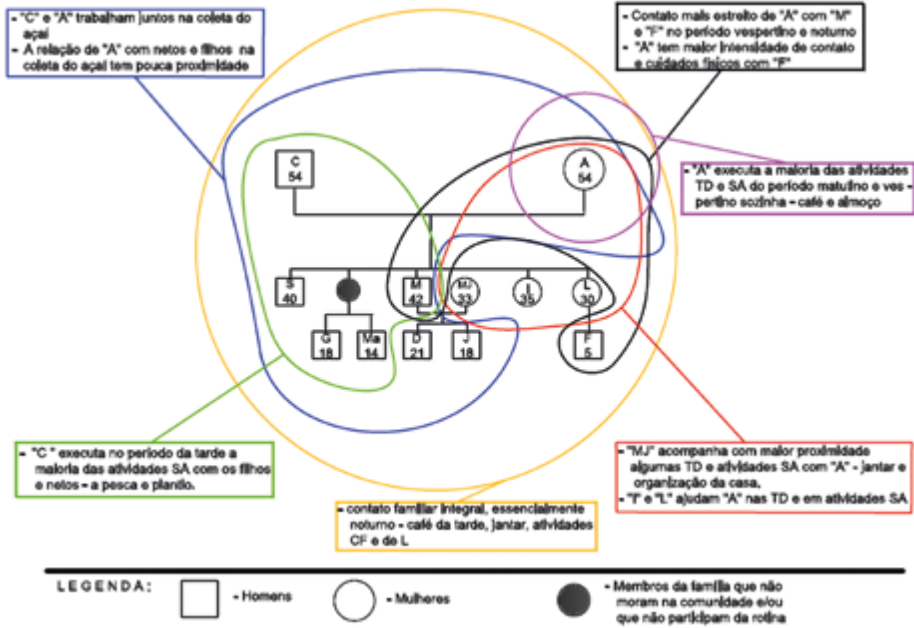 - "C" e "A" trabalham juntos na coleta do
açaí
- A relação de "A" com netos e filhos na
coleta do açaí tem pouca proximidade
- Contato mais estreito de "A" com "M"
e "F" no período vespertino e noturno
- "A" tem maior intensidade de contato
e cuidados físicos com "F"
- "A" executa a maioria das atividades
TD e SA do período matutino e ves -
pertino sozinha - café e almoço
C
54
A
54
S
40
M
42
MJ
33
I
35
L
30
G
18
Ma
14
D
21
J
18
F
5
- "C " executa no período da tarde a
maioria das atividades SA com os filhos
e netos - a pesca e plantio.
- contato familiar integral, essencialmente
noturno - café da tarde, jantar, atividades
CF e de L
- "MJ" acompanha com maior proximidade
algumas TD e atividades SA com "A" - jantar e
organização da casa.
- "I" e "L" ajudam "A" nas TD e em atividades SA
LEGENDA:
- Homens
- Mulheres
- Membros da família que não
moram na comunidade e/ou
que não participam da rotina